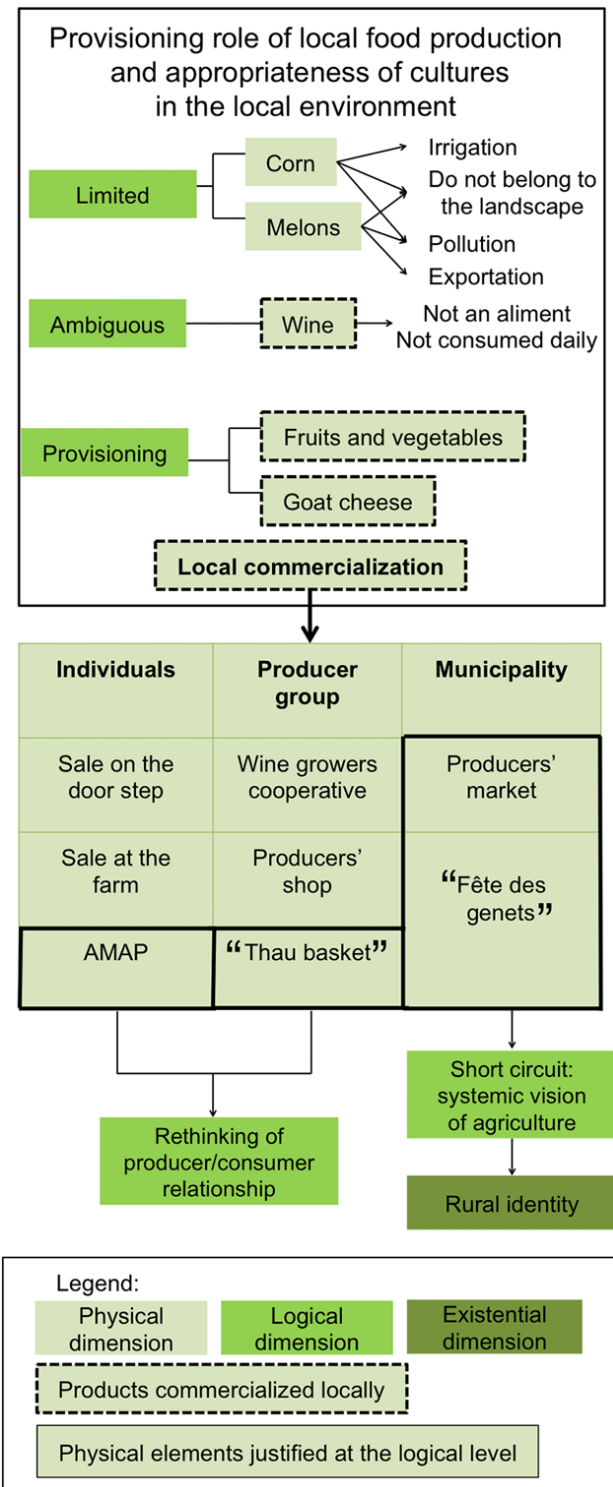 Provisioning role of local food production
and appropriateness of cultures
in the local environment
Limited
Corn
Melons
Irrigation
Do not belong to
the landscape
Pollution
Exportation
Ambiguous
Wine
Not an aliment
Not consumed daily
Provisioning
Fruits and vegetables
Goat cheese
Local commercialization
Individuals
Producer
group
Municipality
Sale on the
door step
Wine growers
cooperative
Producers’
market
Sale at the
farm
Producers’
shop
“Fête des
genets”
AMAP
“Thau basket”
Rethinking of
producer/consumer
relationship
Short circuit:
systemic vision
of agriculture
Rural identity
Legend:
Physical
dimension
Logical
dimension
Existential
dimension
Products commercialized locally
Physical elements justified at the logical level